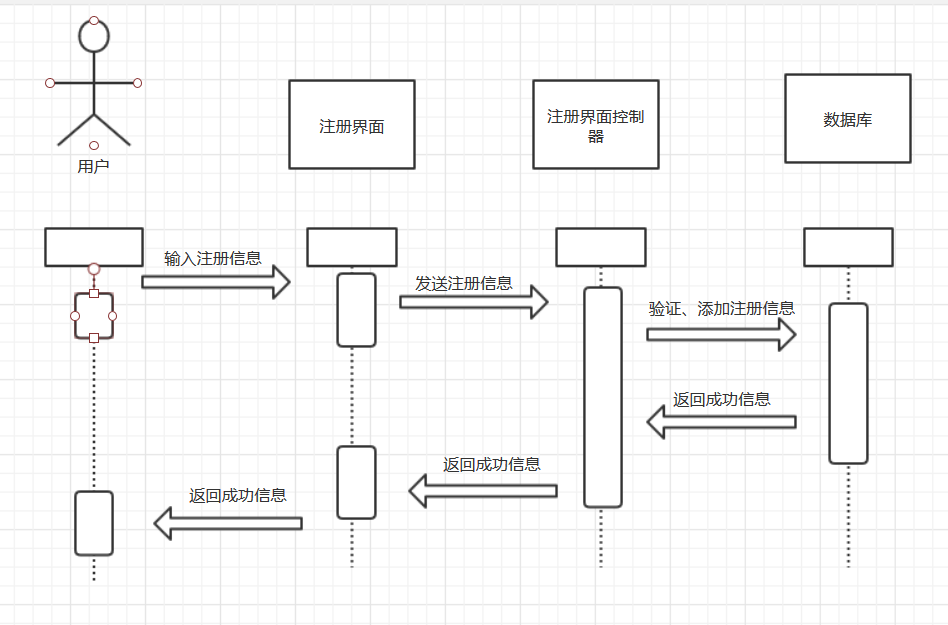 用户
注册界面
注册界面控制
器
数据库
输入注册信息
发送注册信息
验证、添加注册信息
返回成功信息
返回成功信息
返回成功信息